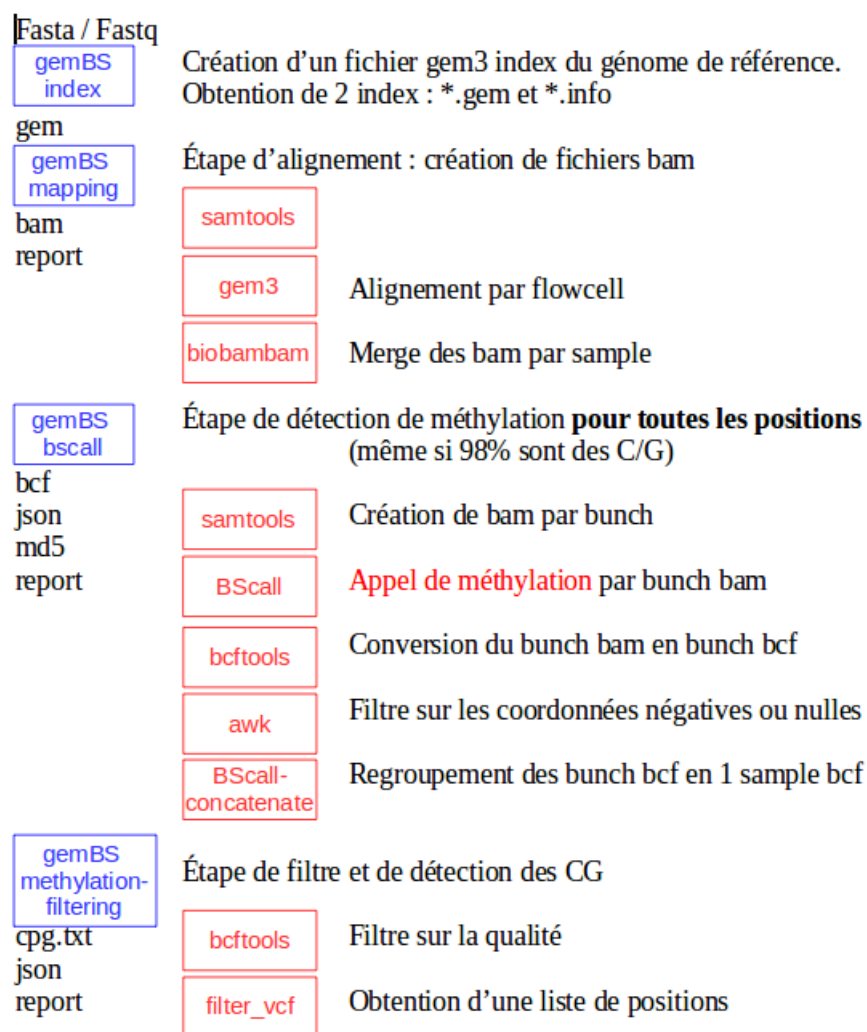 Fasta / Fastq
gemBS
index
Création d’un fichier gem3 index du génome de référence.
Obtention de 2 index : *.gem et *.info
gem
gemBS
mapping
Étape d’alignement : création de fichiers bam
bam
report
samtools
gem3
Alignement par flowcell
biobambam
Merge des bam par sample
gemBS
bscall
Étape de détection de méthylation pour toutes les positions
(même si 98% sont des C/G)
bcf
json
md5
report
samtools
Création de bam par bunch
BScall
Appel de méthylation par bunch bam
bcftools
Conversion du bunch bam en bunch bcf
awk
Filtre sur les coordonnées négatives ou nulles
BScall-
concatenate
Regroupement des bunch bcf en 1 sample bcf
gemBS
methylation-
filtering
Étape de filtre et de détection des CG
cpg.txt
json
report
bcftools
Filtre sur la qualité
filter_vcf
Obtention d’une liste de positions